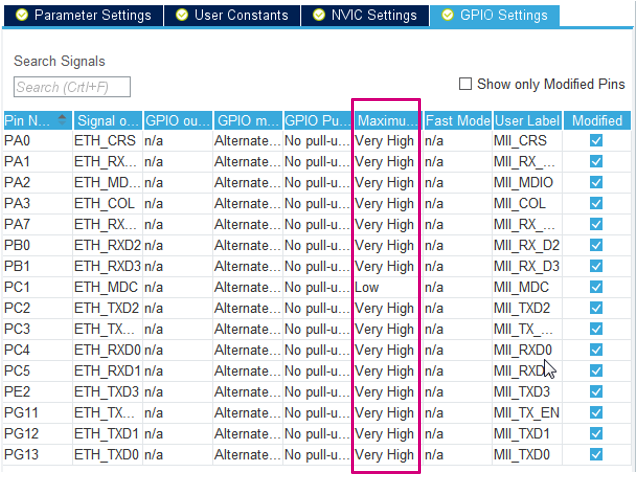 Parameter Settings User Constants NVIC Settings GPIO Settings
Search Signals
Search (Crtl+F)
Show only Modified Pins
Pin N... Signal o... GPIO ou... GPIO m... GPIO Pu... Maximu... Fast Mode User Label Modified
PA0 ETH_CRS n/a Alternate... No pull-u... Very High n/a MII_CRS
PA1 ETH_RX... n/a Alternate... No pull-u... Very High n/a MII_RX_...
PA2 ETH_MD... n/a Alternate... No pull-u... Very High n/a MII_MDIO
PA3 ETH_COL n/a Alternate... No pull-u... Very High n/a MII_COL
PA7 ETH_RX... n/a Alternate... No pull-u... Very High n/a MII_RX_...
PB0 ETH_RXD2 n/a Alternate... No pull-u... Very High n/a MII_RX_D2
PB1 ETH_RXD3 n/a Alternate... No pull-u... Very High n/a MII_RX_D3
PC1 ETH_MDC n/a Alternate... No pull-u... Low n/a MII_MDC
PC2 ETH_TXD2 n/a Alternate... No pull-u... Very High n/a MII_TXD2
PC3 ETH_TX... n/a Alternate... No pull-u... Very High n/a MII_TX_...
PC4 ETH_RXD0 n/a Alternate... No pull-u... Very High n/a MII_RXD0
PC5 ETH_RXD1 n/a Alternate... No pull-u... Very High n/a
PE2 ETH_TXD3 n/a Alternate... No pull-u... Very High n/a MII_TXD3
PG11 ETH_TX... n/a Alternate... No pull-u... Very High n/a MII_TX_EN
PG12 ETH_TXD1 n/a Alternate... No pull-u... Very High n/a MII_TXD1
PG13 ETH_TXD0 n/a Alternate... No pull-u... Very High n/a MII_TXD0